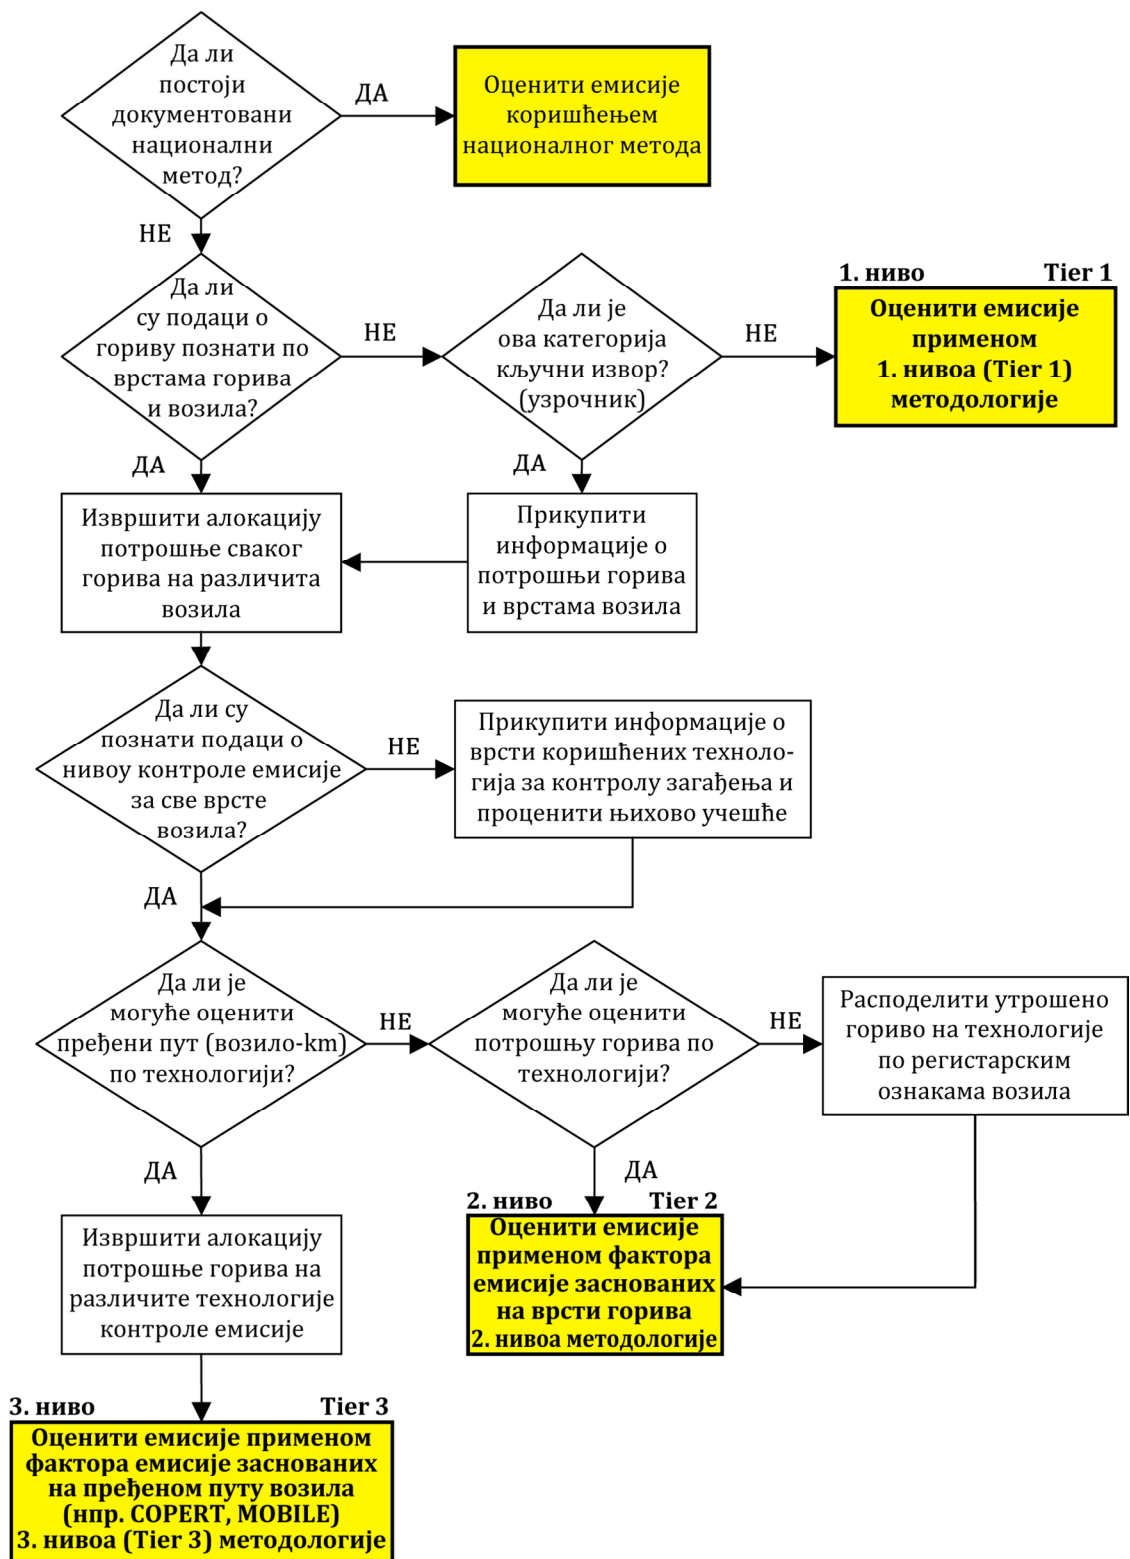 Да ли
постоји
документовани
национални
метод?
ДА
Оценити емисије
коришћењем
националног метода
НЕ
Да ли
су подаци о
гориву познати по
врстама горива
и возила?
НЕ
Да ли је
ова категорија
кључни извор?
(узрочник)
НЕ
1. ниво Tier 1
Оценити емисије
применом
1. нивоа (Tier 1)
методологије
ДА
ДА
Извршити алокацију
потрошње сваког
горива на различита
возила
Прикупити
информације о
потрошњи горива
и врстама возила
Да ли су
познати подаци о
нивоу контроле емисије
за све врсте
возила?
НЕ
Прикупити информације о
врсти коришћених техноло-
гија за контролу загађења и
проценити њихово учешће
ДА
Да ли је
могуће оценити
пређени пут (возило-km)
по технологији?
НЕ
Да ли је
могуће оценити
потрошњу горива по
технологији?
НЕ
Расподелити утрошено
гориво на технологије
по регистарским
ознакама возила
ДА
ДА
Извршити алокацију
потрошње горива на
различите технологије
контроле емисије
2. ниво Tier 2
Оценити емисије
применом фактора
емисије заснованих
на врсти горива
2. нивоа методологије
3. ниво Tier 3
Оценити емисије применом
фактора емисије заснованих
на пређеном путу возила
(нпр. COPERT, MOBILE)
3. нивоа (Tier 3) методологије